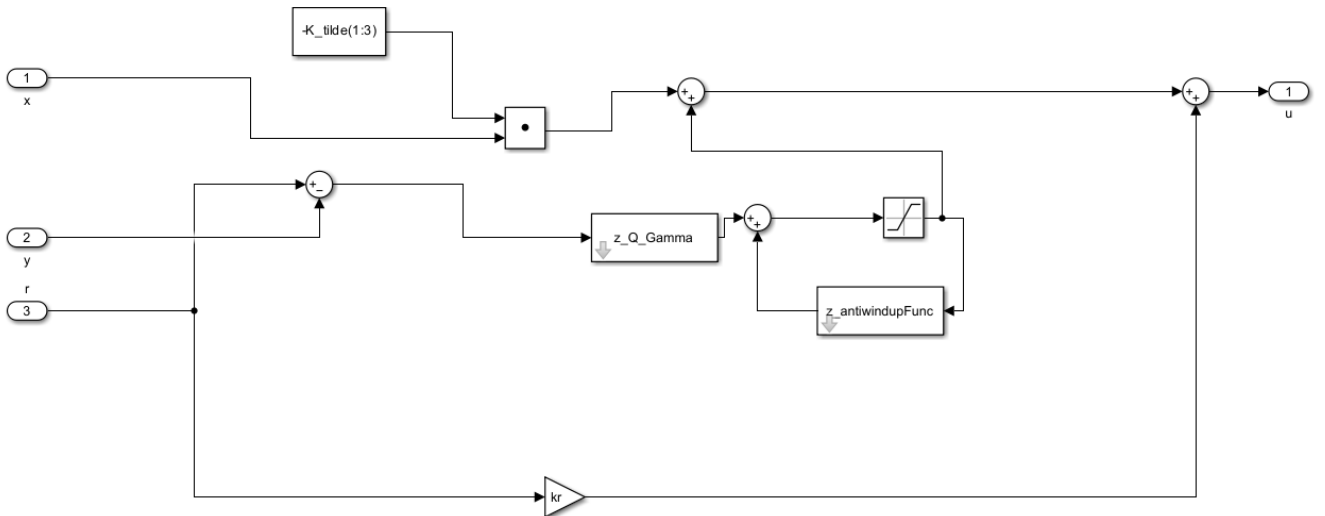 -K_tilde(1:3)
1
x
1
u
2
y
z_Q_Gamma
r
3
z_antiwindupFunc
kr